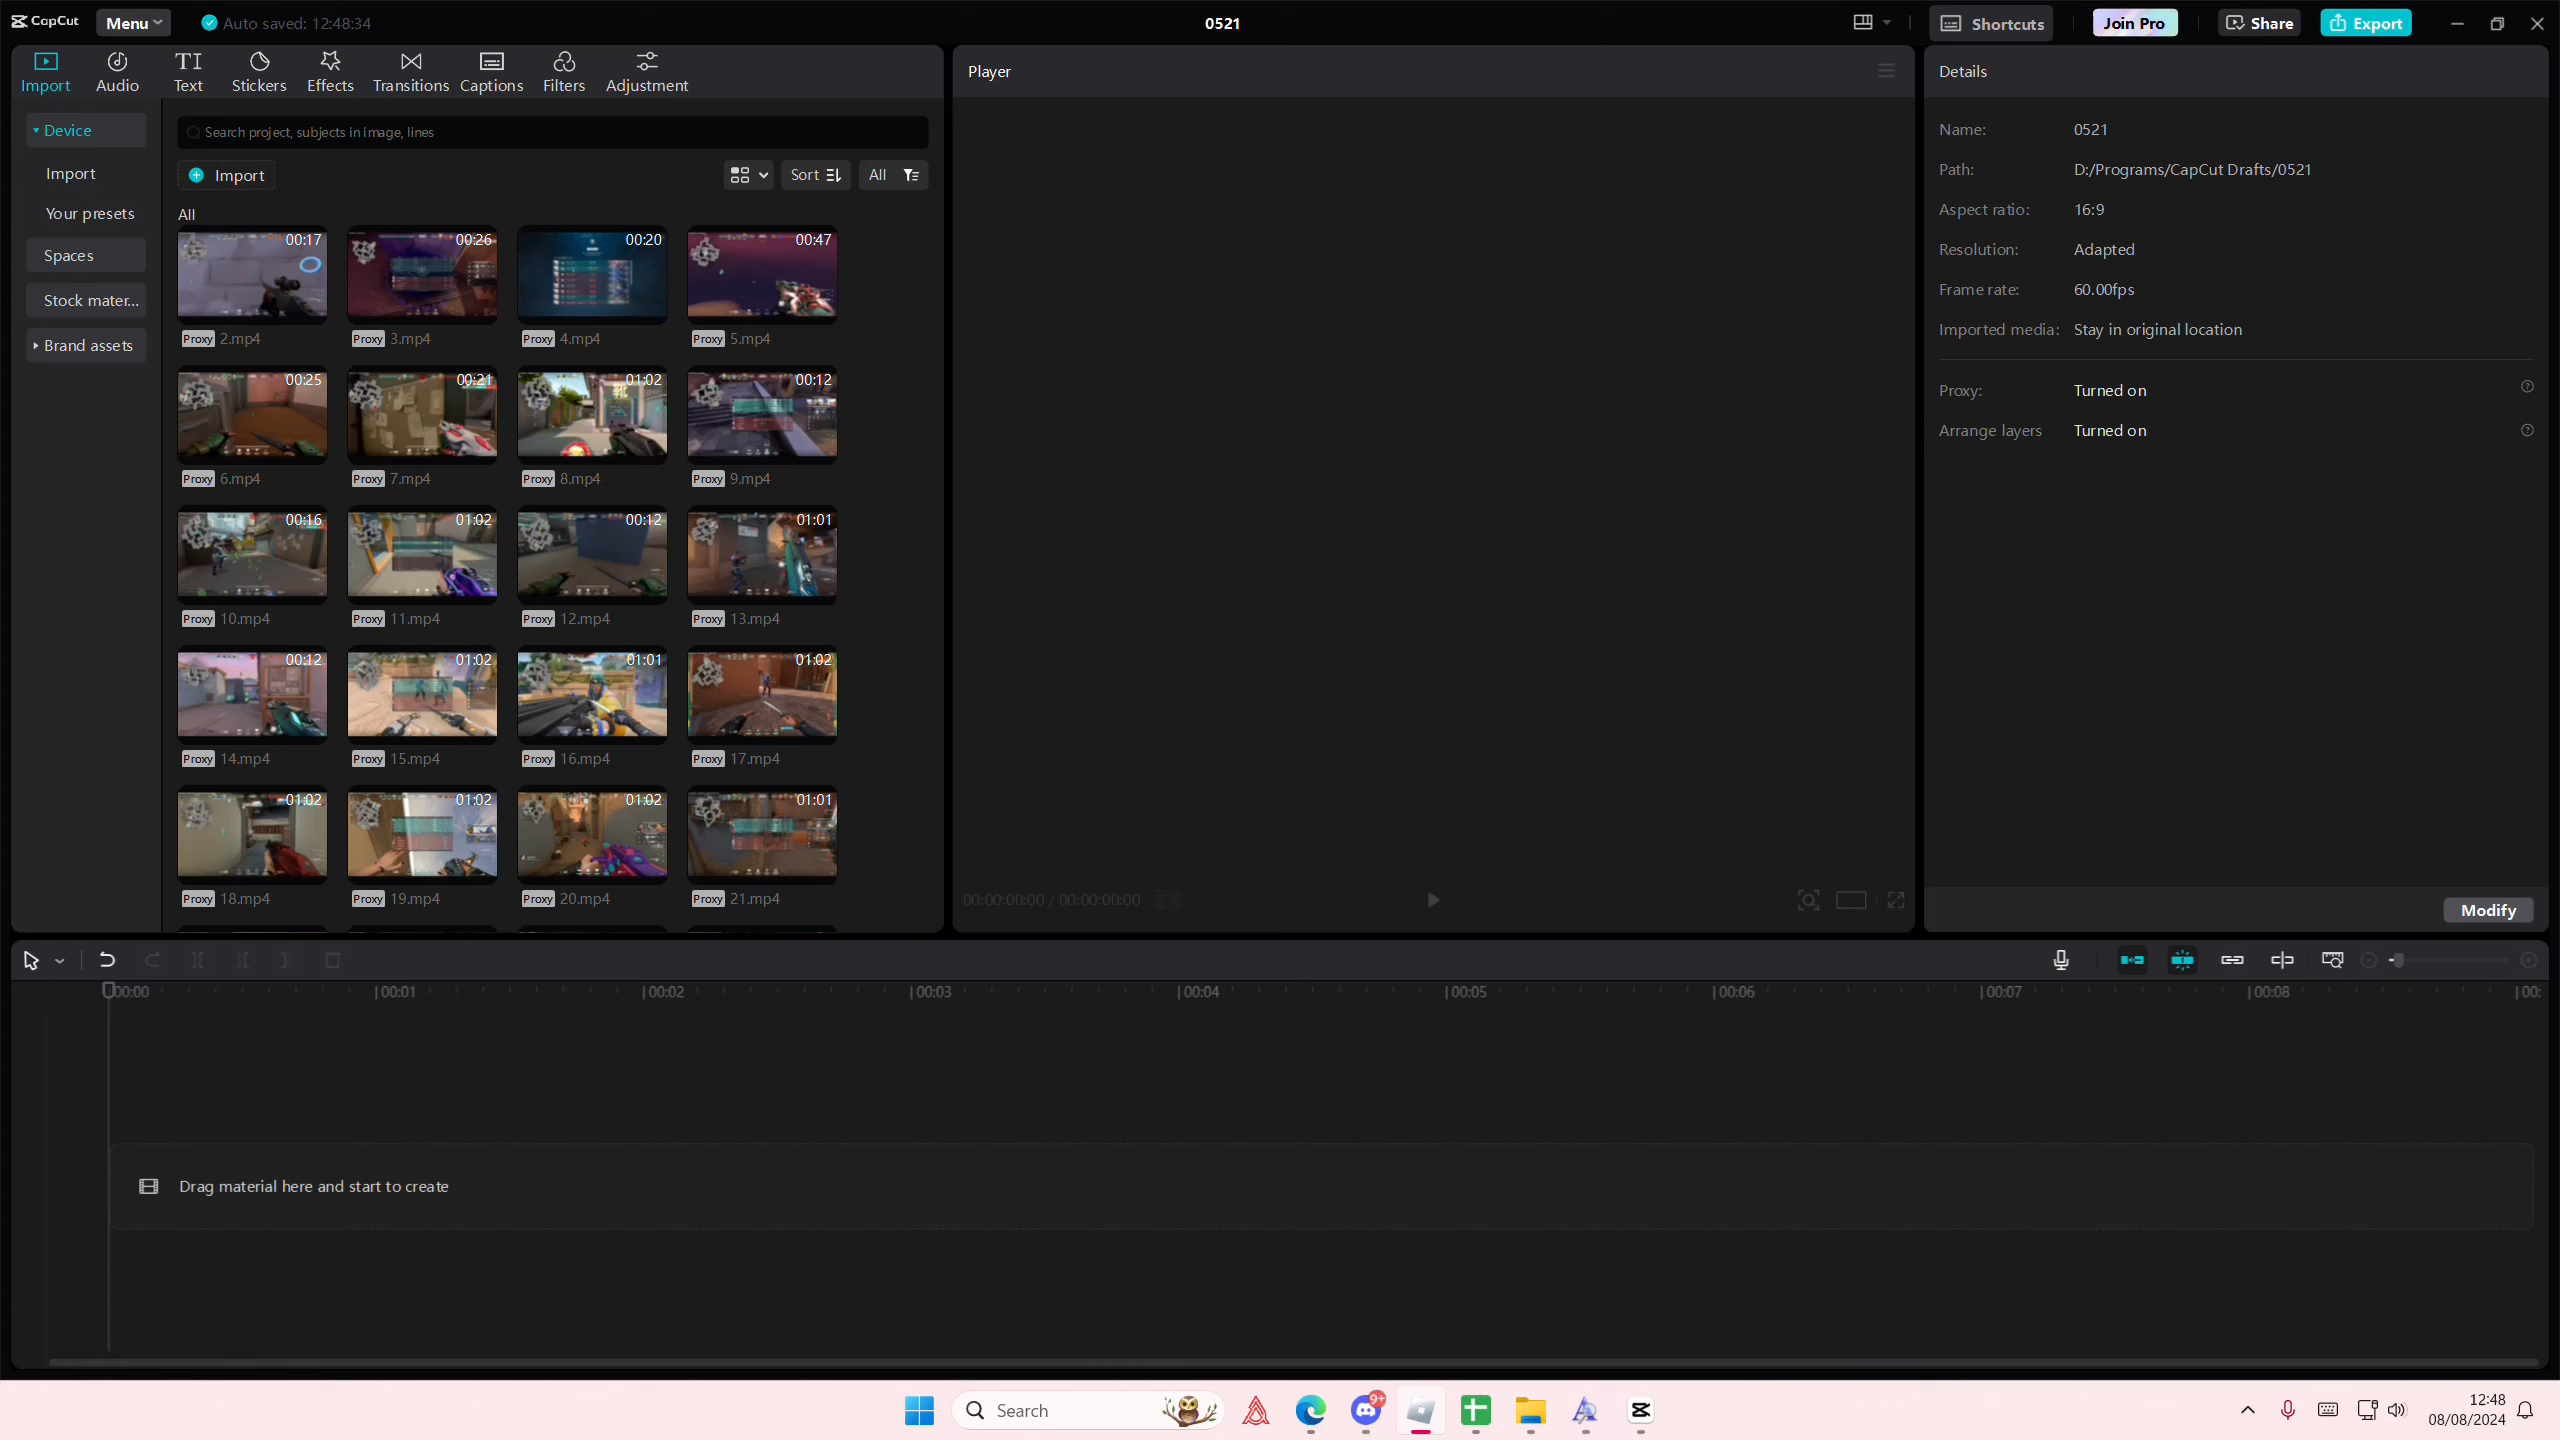 CapCut
Menu
Auto saved: 12:48:34
0521
Shortcuts
Join Pro
Share
Export
Import
Audio
Text
Stickers
Effects
Transitions
Captions
Filters
Adjustment
Device
Import
Your presets
Spaces
Stock mater...
Brand assets
Search project, subjects in image, lines
Import
Sort
All
All
00:17
00:26
00:20
00:47
Proxy 2.mp4
Proxy 3.mp4
Proxy 4.mp4
Proxy 5.mp4
00:25
00:21
01:02
00:12
Proxy 6.mp4
Proxy 7.mp4
Proxy 8.mp4
Proxy 9.mp4
00:16
01:02
00:12
01:01
Proxy 10.mp4
Proxy 11.mp4
Proxy 12.mp4
Proxy 13.mp4
00:12
01:02
01:01
01:02
Proxy 14.mp4
Proxy 15.mp4
Proxy 16.mp4
Proxy 17.mp4
01:02
01:02
01:02
01:01
Proxy 18.mp4
Proxy 19.mp4
Proxy 20.mp4
Proxy 21.mp4
Player
00:00:00:00 / 00:00:00:00
Details
Name: 0521
Path: D:/Programs/CapCut Drafts/0521
Aspect ratio: 16:9
Resolution: Adapted
Frame rate: 60.00fps
Imported media: Stay in original location
Proxy: Turned on
Arrange layers Turned on
Modify
00:00 00:01 00:02 00:03 00:04 00:05 00:06 00:07 00:08 00:
Drag material here and start to create
Search
9+
12:48
08/08/2024